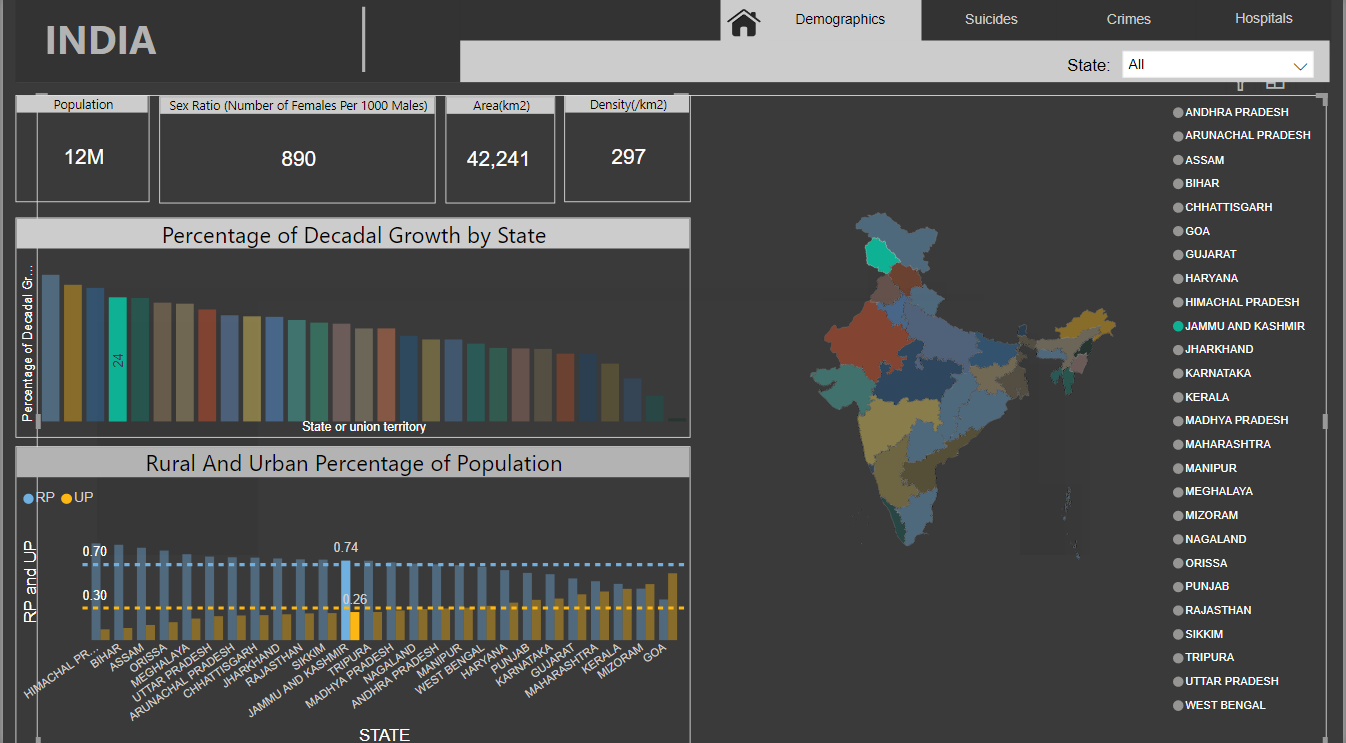 INDIA
Demographics
Suicides
Crimes
Hospitals
State:
All
Population
12M
Sex Ratio (Number of Females Per 1000 Males)
890
Area(km2)
42,241
Density(/km2)
297
Percentage of Decadal Growth by State
Percentage of Decadal Gr...
24
State or union territory
Rural And Urban Percentage of Population
RP UP
RP and UP
0.70
0.30
0.74
0.26
HIMACHAL PR...
BIHAR
ASSAM
ORISSA
MEGHALAYA
UTTAR PRADESH
ARUNACHAL PRADESH
CHHATTISGARH
JHARKHAND
RAJASTHAN
SIKKIM
JAMMU AND KASHMIR
TRIPURA
MADHYA PRADESH
NAGALAND
ANDHRA PRADESH
MANIPUR
WEST BENGAL
HARYANA
PUNJAB
KARNATAKA
GUJARAT
MAHARASHTRA
KERALA
MIZORAM
GOA
STATE
ANDHRA PRADESH
ARUNACHAL PRADESH
ASSAM
BIHAR
CHHATTISGARH
GOA
GUJARAT
HARYANA
HIMACHAL PRADESH
JAMMU AND KASHMIR
JHARKHAND
KARNATAKA
KERALA
MADHYA PRADESH
MAHARASHTRA
MANIPUR
MEGHALAYA
MIZORAM
NAGALAND
ORISSA
PUNJAB
RAJASTHAN
SIKKIM
TRIPURA
UTTAR PRADESH
WEST BENGAL